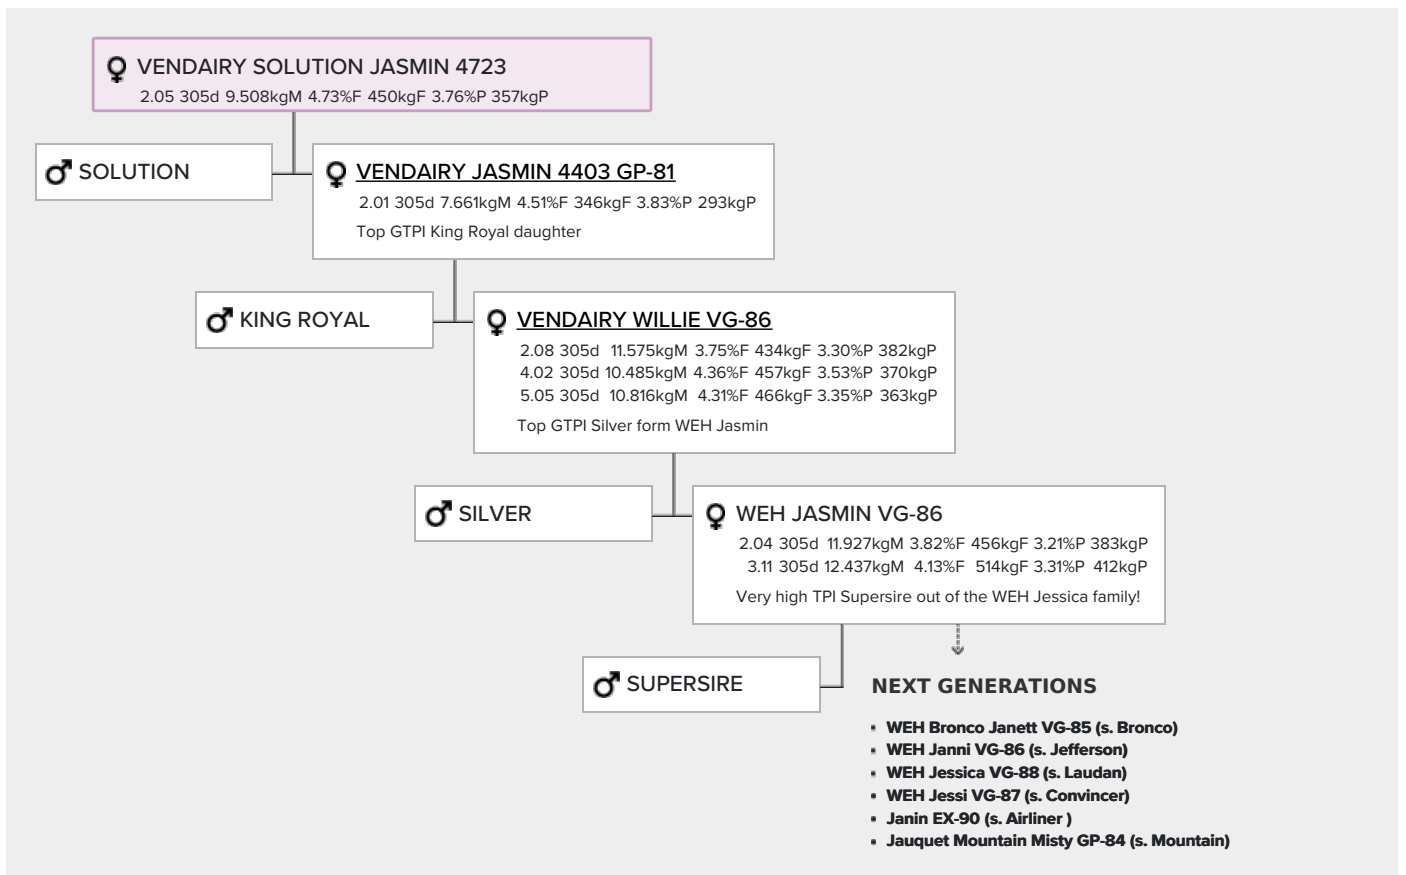 VENDAIRY SOLUTION JASMIN 4723
2.05 305d 9.508kgM 4.73%F 450kgF 3.76%P 357kgP
SOLUTION
VENDAIRY JASMIN 4403 GP-81
2.01 305d 7.661kgM 4.51%F 346kgF 3.83%P 293kgP
Top GTPI King Royal daughter
KING ROYAL
VENDAIRY WILLIE VG-86
2.08 305d 11.575kgM 3.75%F 434kgF 3.30%P 382kgP
4.02 305d 10.485kgM 4.36%F 457kgF 3.53%P 370kgP
5.05 305d 10.816kgM 4.31%F 466kgF 3.35%P 363kgP
Top GTPI Silver form WEH Jasmin
SILVER
WEH JASMIN VG-86
2.04 305d 11.927kgM 3.82%F 456kgF 3.21%P 383kgP
3.11 305d 12.437kgM 4.13%F 514kgF 3.31%P 412kgP
Very high TPI Supersire out of the WEH Jessica family!
SUPERSIRE
NEXT GENERATIONS
WEH Bronco Janett VG-85 (s. Bronco)
WEH Janni VG-86 (s. Jefferson)
WEH Jessica VG-88 (s. Laudan)
WEH Jessi VG-87 (s. Convincer)
Janin EX-90 (s. Airliner )
Jauquet Mountain Misty GP-84 (s. Mountain)